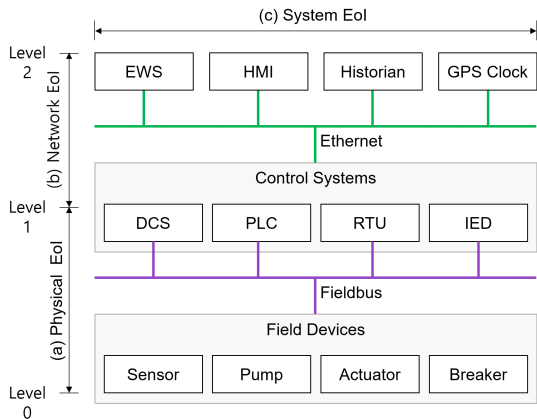 (c) System EoI
Level
2
EWS
HMI
Historian
GPS Clock
(b) Network EoI
Ethernet
Control Systems
Level
1
DCS
PLC
RTU
IED
(a) Physical EoI
Fieldbus
Field Devices
Sensor
Pump
Actuator
Breaker
Level
0